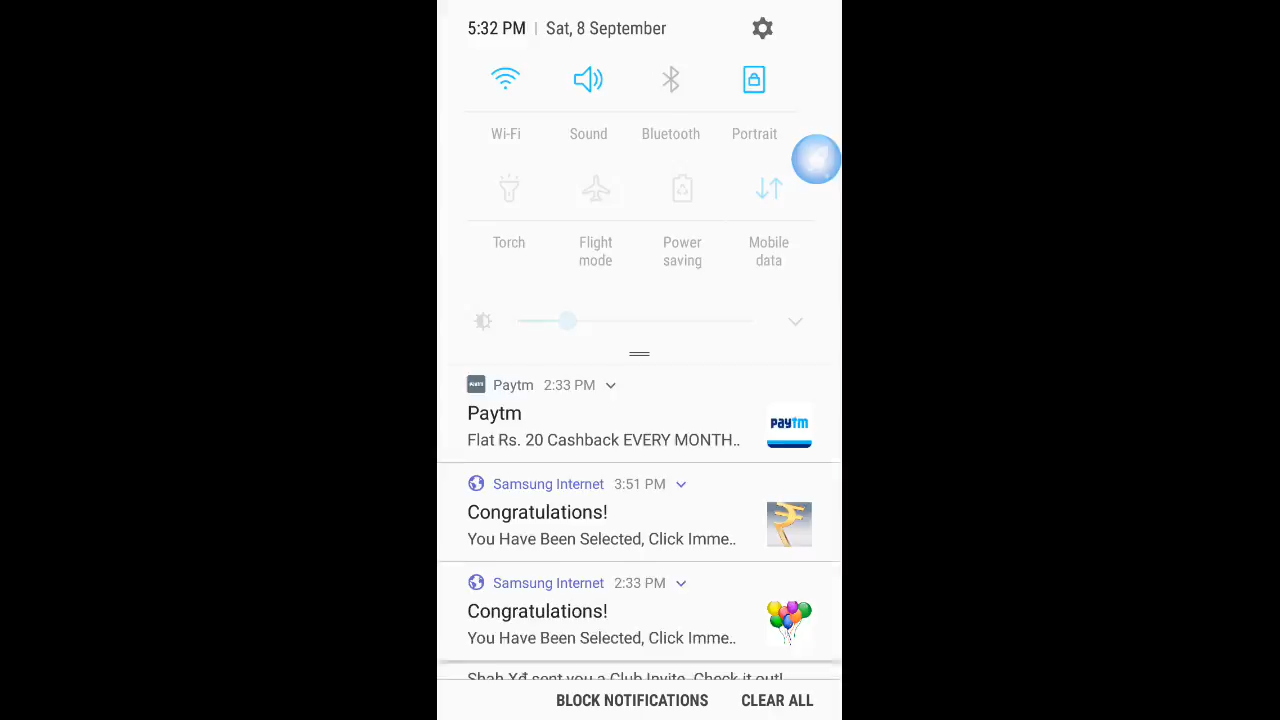 5:32 PM | Sat, 8 September
Wi-Fi Sound Bluetooth Portrait
Torch Flight mode Power saving Mobile data
Paytm 2:33 PM
Paytm
Flat Rs. 20 Cashback EVERY MONTH..
paytm
Samsung Internet 3:51 PM
Congratulations!
You Have Been Selected, Click Imme..
Samsung Internet 2:33 PM
Congratulations!
You Have Been Selected, Click Imme..
Shah Xđ sent you a Club Invite. Check it out!
BLOCK NOTIFICATIONS CLEAR ALL